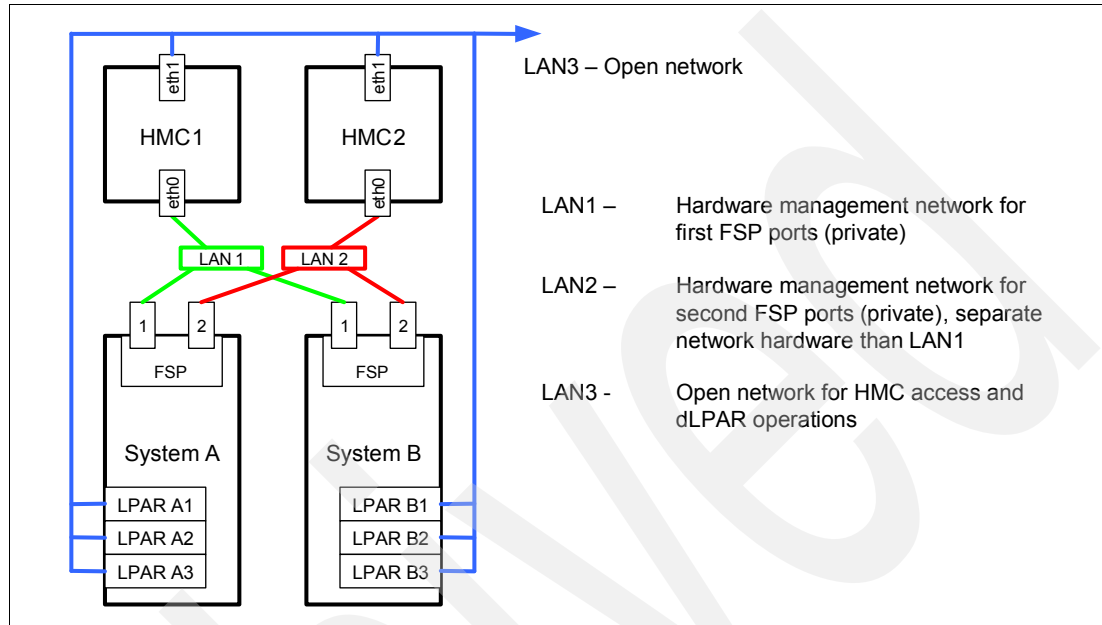 eth1
eth1
LAN3 – Open network
HMC1
HMC2
eth0
eth0
LAN 1
LAN 2
LAN1 –
Hardware management network for
first FSP ports (private)
LAN2 –
Hardware management network for
second FSP ports (private), separate
network hardware than LAN1
LAN3 -
Open network for HMC access and
dLPAR operations
1
2
1
2
FSP
FSP
System A
System B
LPAR A1
LPAR A2
LPAR A3
LPAR B1
LPAR B2
LPAR B3